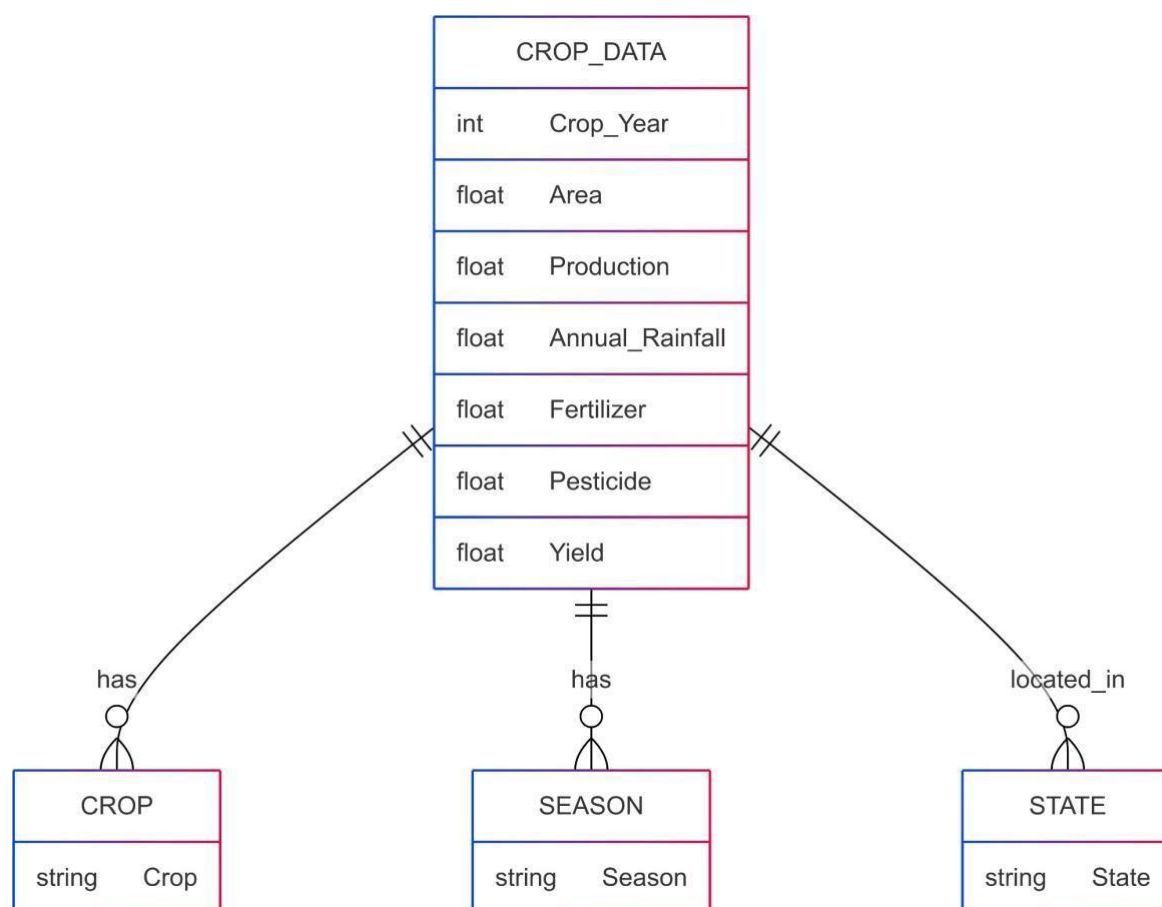 CROP_DATA
int Crop_Year
float Area
float Production
float Annual_Rainfall
float Fertilizer
float Pesticide
float Yield
has has located_in
CROP SEASON STATE
string Crop string Season string State